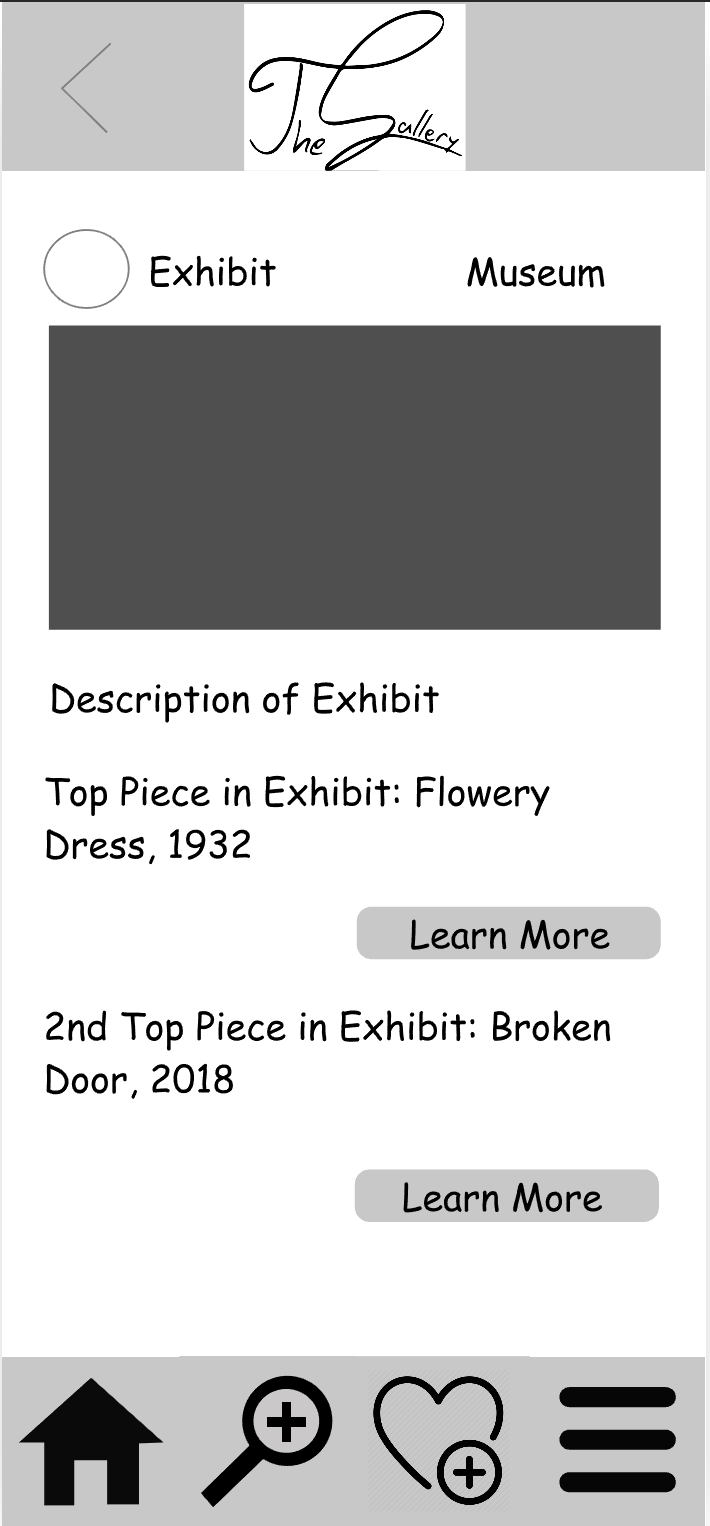 The Gallery
Exhibit
Museum
Description of Exhibit
Top Piece in Exhibit: Flowery
Dress, 1932
Learn More
2nd Top Piece in Exhibit: Broken
Door, 2018
Learn More